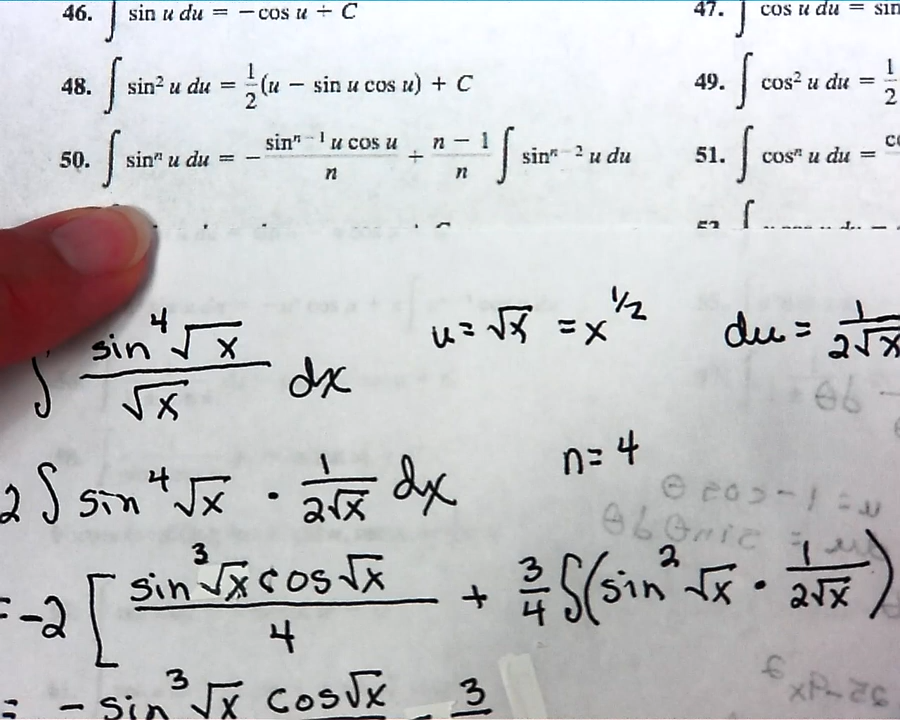 46. ∫ sin u du = −cos u + C 47. ∫ cos u du = sin
48. ∫ sin² u du = 1/2(u − sin u cos u) + C 49. ∫ cos² u du = 1/2
50. ∫ sinⁿ u du = − (sinⁿ⁻¹ u cos u)/n + (n − 1)/n ∫ sinⁿ⁻² u du 51. ∫ cosⁿ u du =
∫ (sin⁴ √x)/√x dx u = √x = x^(1/2) du = 1/(2√x)
2 ∫ sin⁴ √x · 1/(2√x) dx n = 4
= -2 [ (sin³ √x cos √x)/4 + 3/4 ∫ (sin² √x · 1/(2√x))
= - sin³ √x cos √x - 3